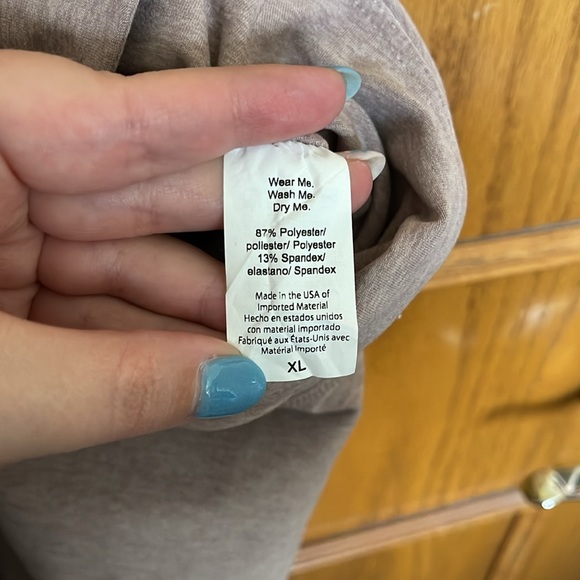 Wear Me.
Wash Me.
Dry Me.
87% Polyester/
poliester/ Polyester
13% Spandex/
elastano/ Spandex
Made in the USA of
Imported Material
Hecho en estados unidos
con material importado
Fabriqué aux États-Unis avec
Matérial Importé
XL